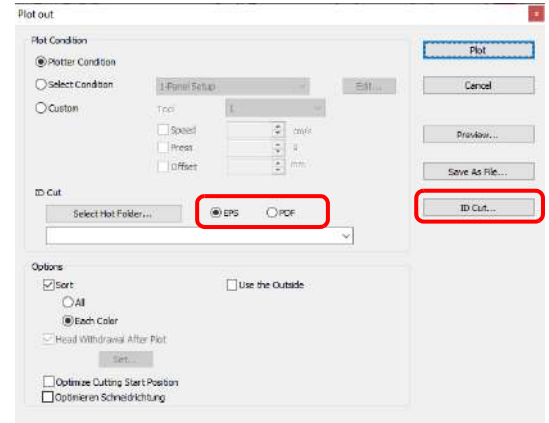 Plot out
Plot Condition
Plotter Condition
Select Condition
1-Panel Setup
Edit...
Custom
Tool
1
Speed
cm/s
Press
g
Offset
mm
ID Cut
Select Hot Folder...
EPS
PDF
Options
Sort
Use the Outside
All
Each Color
Head Withdrawal After Plot
Set...
Optimize Cutting Start Position
Optimieren Schneidrichtung
Plot
Cancel
Preview...
Save As File...
ID Cut...